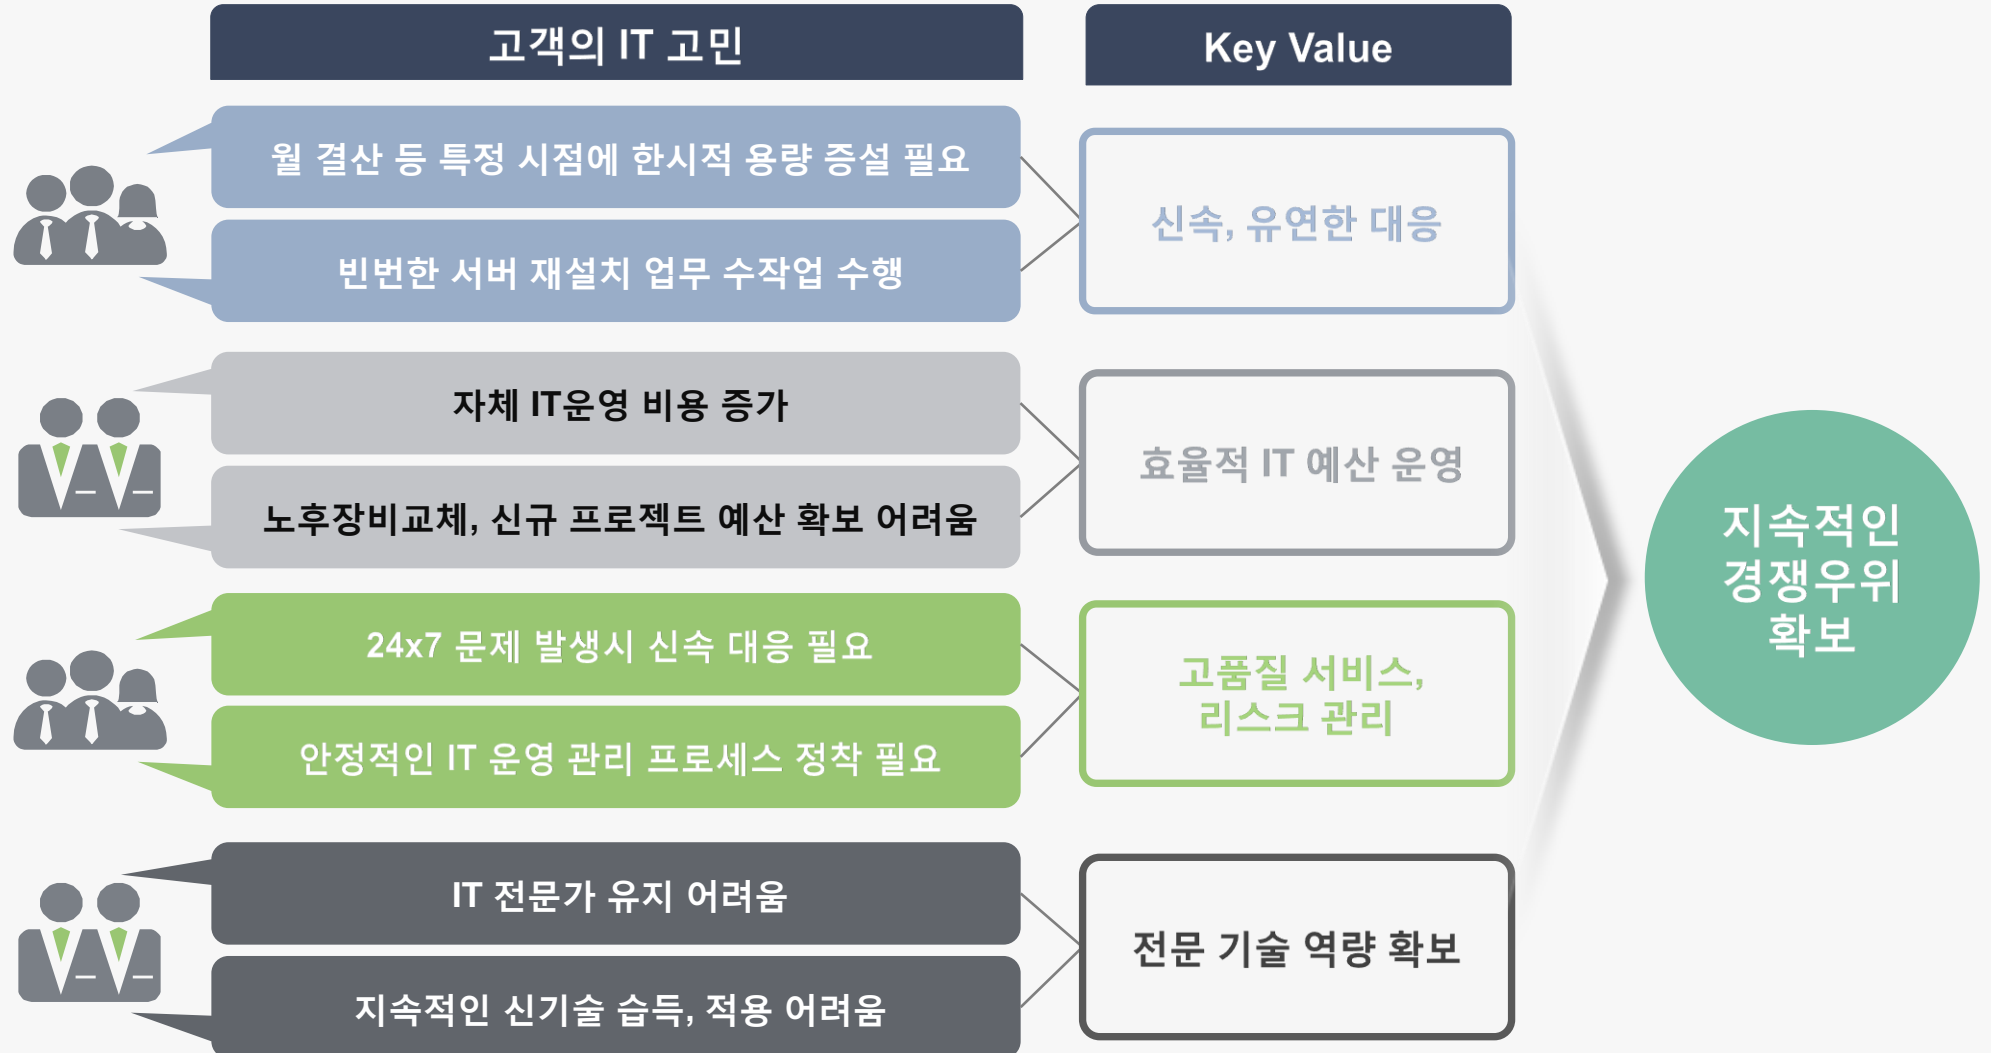 고객의 IT 고민
Key Value
월 결산 등 특정 시점에 한시적 용량 증설 필요
빈번한 서버 재설치 업무 수작업 수행
신속, 유연한 대응
자체 IT운영 비용 증가
노후장비교체, 신규 프로젝트 예산 확보 어려움
효율적 IT 예산 운영
24x7 문제 발생시 신속 대응 필요
안정적인 IT 운영 관리 프로세스 정착 필요
고품질 서비스,
리스크 관리
IT 전문가 유지 어려움
지속적인 신기술 습득, 적용 어려움
전문 기술 역량 확보
지속적인
경쟁우위
확보